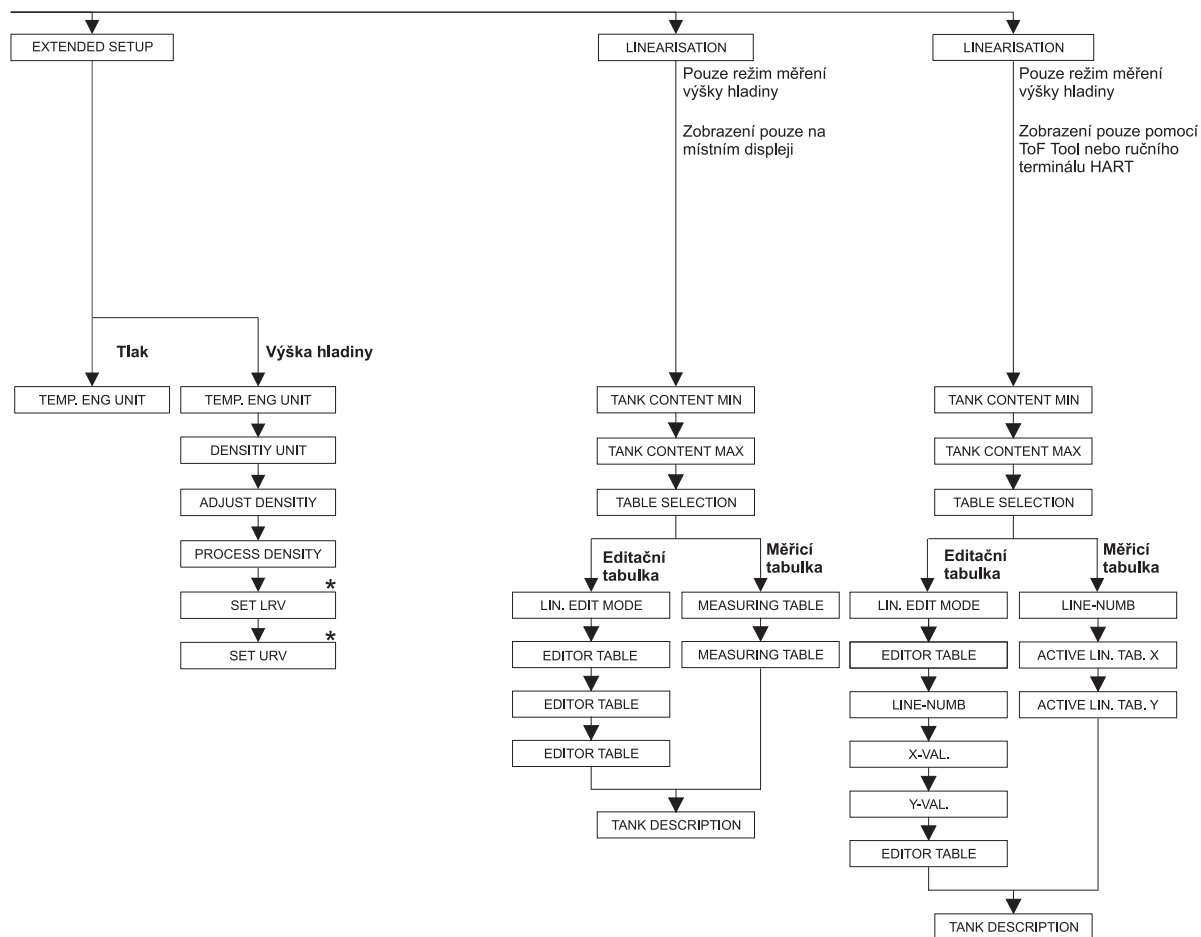 EXTENDED SETUP
LINEARISATION
LINEARISATION
Pouze režim měření
výšky hladiny
Zobrazení pouze na
místním displeji
Pouze režim měření
výšky hladiny
Zobrazení pouze pomocí
ToF Tool nebo ručního
terminálu HART
Tlak
Výška hladiny
TEMP. ENG UNIT
TEMP. ENG UNIT
DENSITIY UNIT
ADJUST DENSITIY
PROCESS DENSITY
*
SET LRV
*
SET URV
TANK CONTENT MIN
TANK CONTENT MAX
TABLE SELECTION
Editační
tabulka
Měřicí
tabulka
LIN. EDIT MODE
EDITOR TABLE
EDITOR TABLE
EDITOR TABLE
MEASURING TABLE
MEASURING TABLE
TANK DESCRIPTION
TANK CONTENT MIN
TANK CONTENT MAX
TABLE SELECTION
Editační
tabulka
Měřicí
tabulka
LIN. EDIT MODE
EDITOR TABLE
LINE-NUMB
X-VAL.
Y-VAL.
EDITOR TABLE
LINE-NUMB
ACTIVE LIN. TAB. X
ACTIVE LIN. TAB. Y
TANK DESCRIPTION